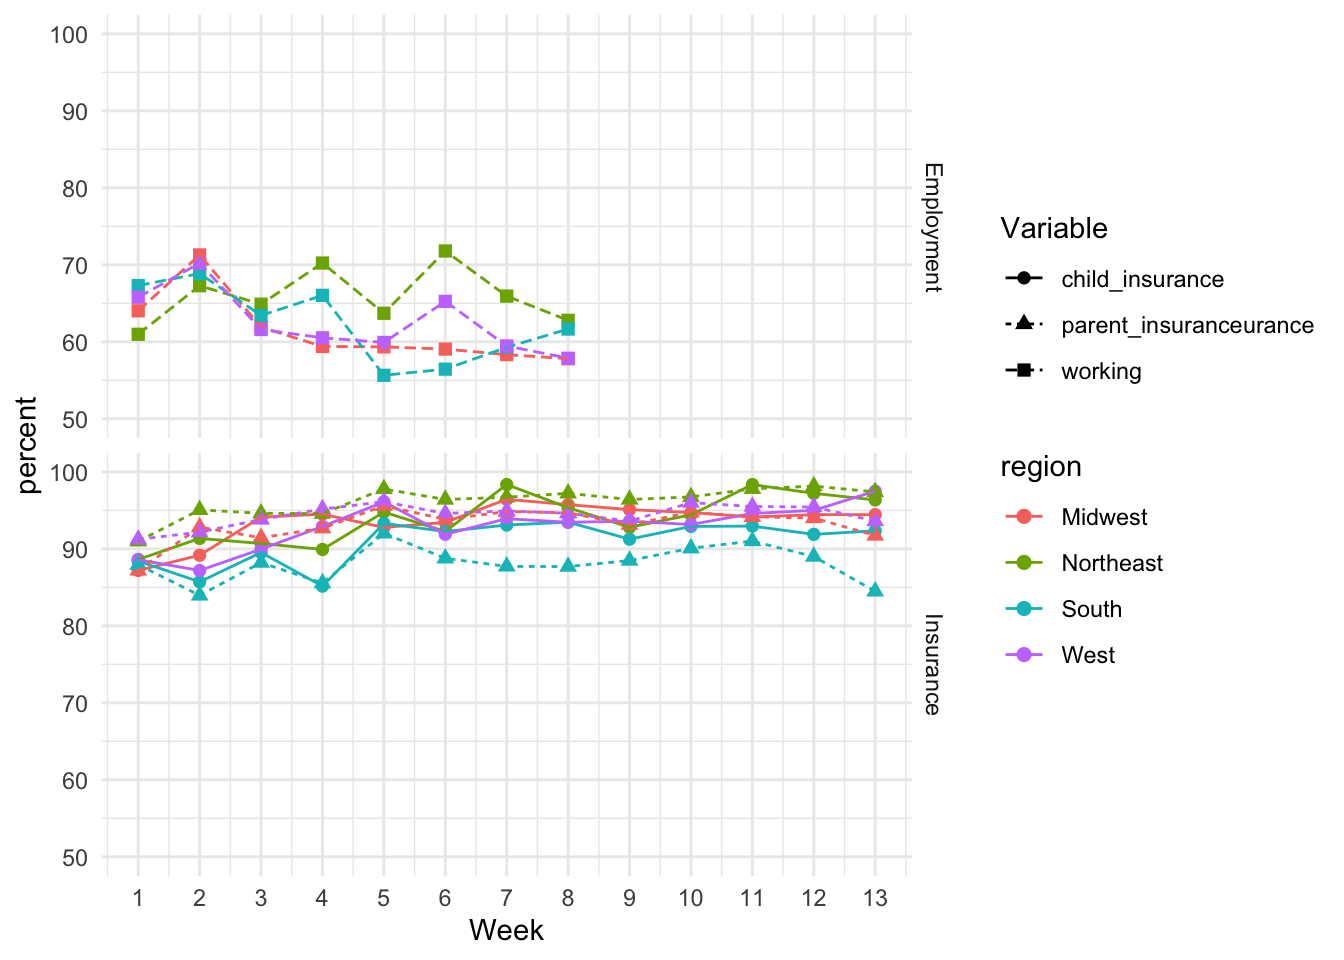 100
90
80
70
60
50
Employment
percent
100
90
80
70
60
50
Insurance
1 2 3 4 5 6 7 8 9 10 11 12 13
Week
Variable
child_insurance
parent_insuranceurance
working
region
Midwest
Northeast
South
West